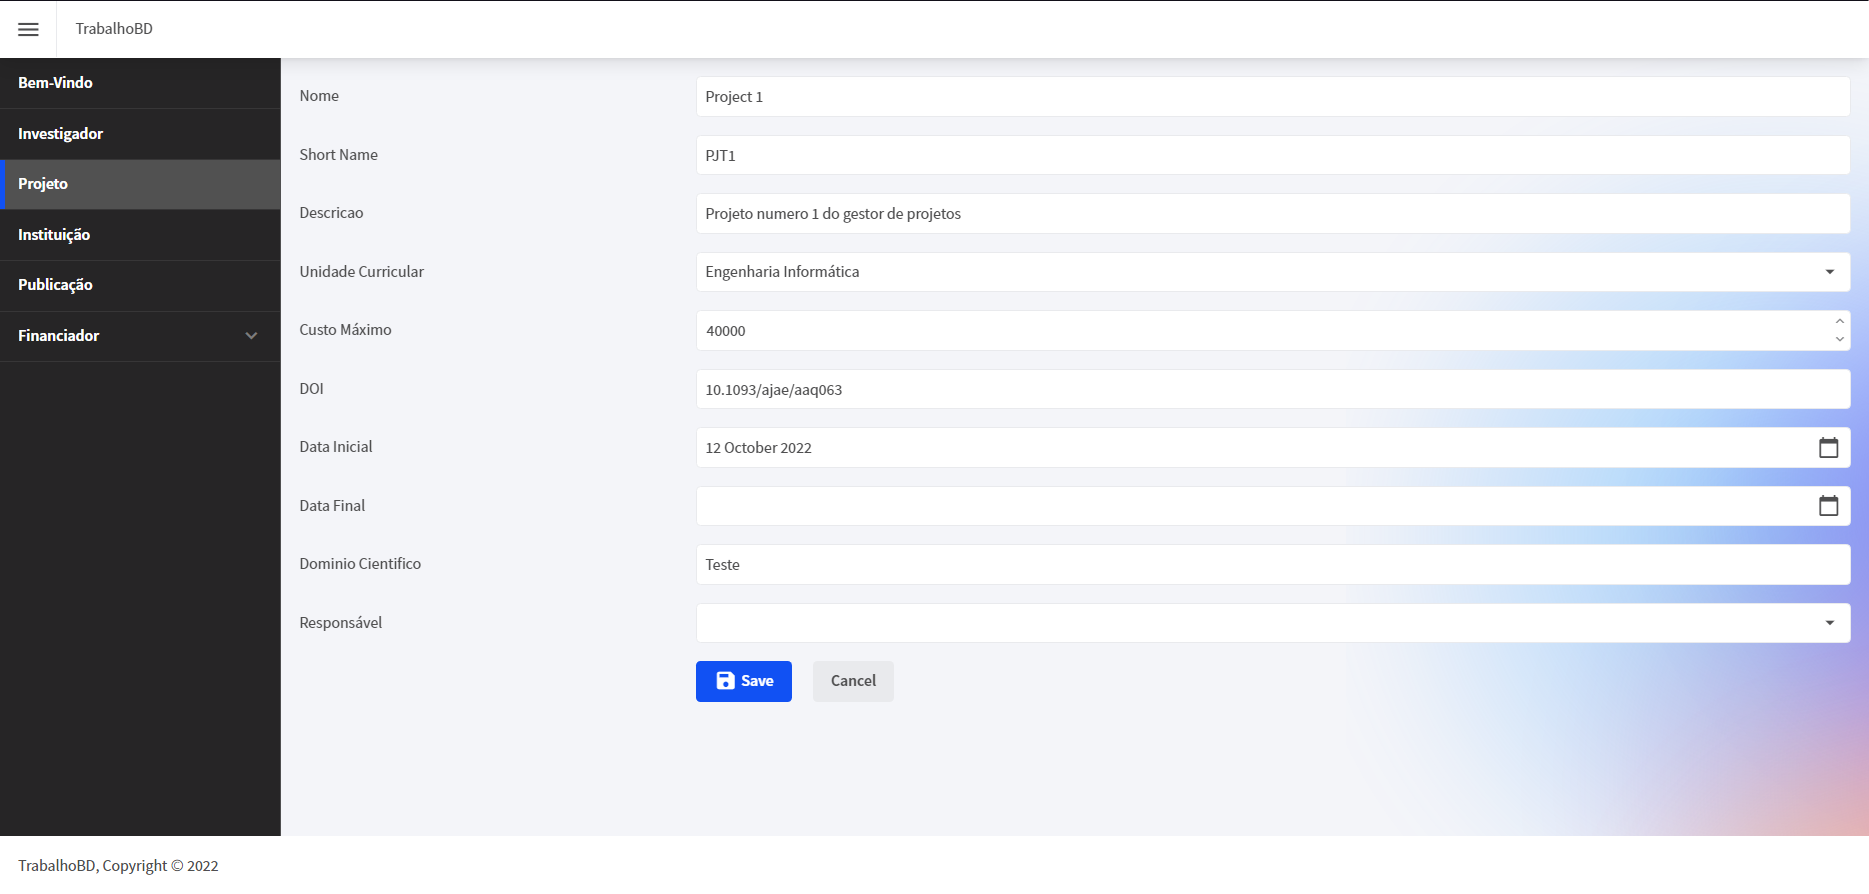 TrabalhoBD
Bem-Vindo
Investigador
Projeto
Instituição
Publicação
Financiador
Nome
Project 1
Short Name
PJT1
Descricao
Projeto numero 1 do gestor de projetos
Unidade Curricular
Engenharia Informática
Custo Máximo
40000
DOI
10.1093/ajae/aaq063
Data Inicial
12 October 2022
Data Final
Dominio Cientifico
Teste
Responsável
Save
Cancel
TrabalhoBD, Copyright © 2022